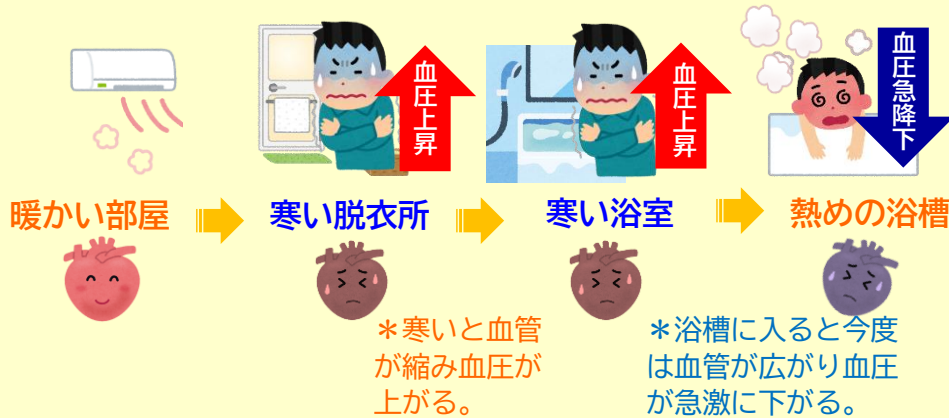 血圧上昇
血圧上昇
血圧急降下
暖かい部屋
寒い脱衣所
寒い浴室
熱めの浴槽
＊寒いと血管
が縮み血圧が
上がる。
＊浴槽に入ると今度
は血管が広がり血圧
が急激に下がる。